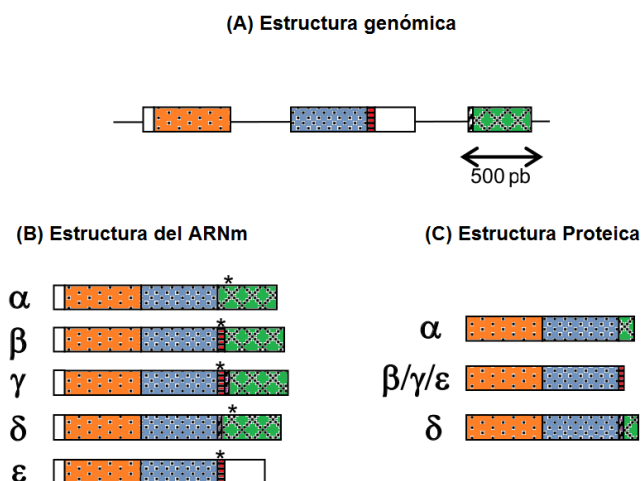 (A) Estructura genómica
500 pb
(B) Estructura del ARNm
(C) Estructura Proteica
α
*
β
*
γ
*
δ
*
ε
*
α
β/γ/ε
δ